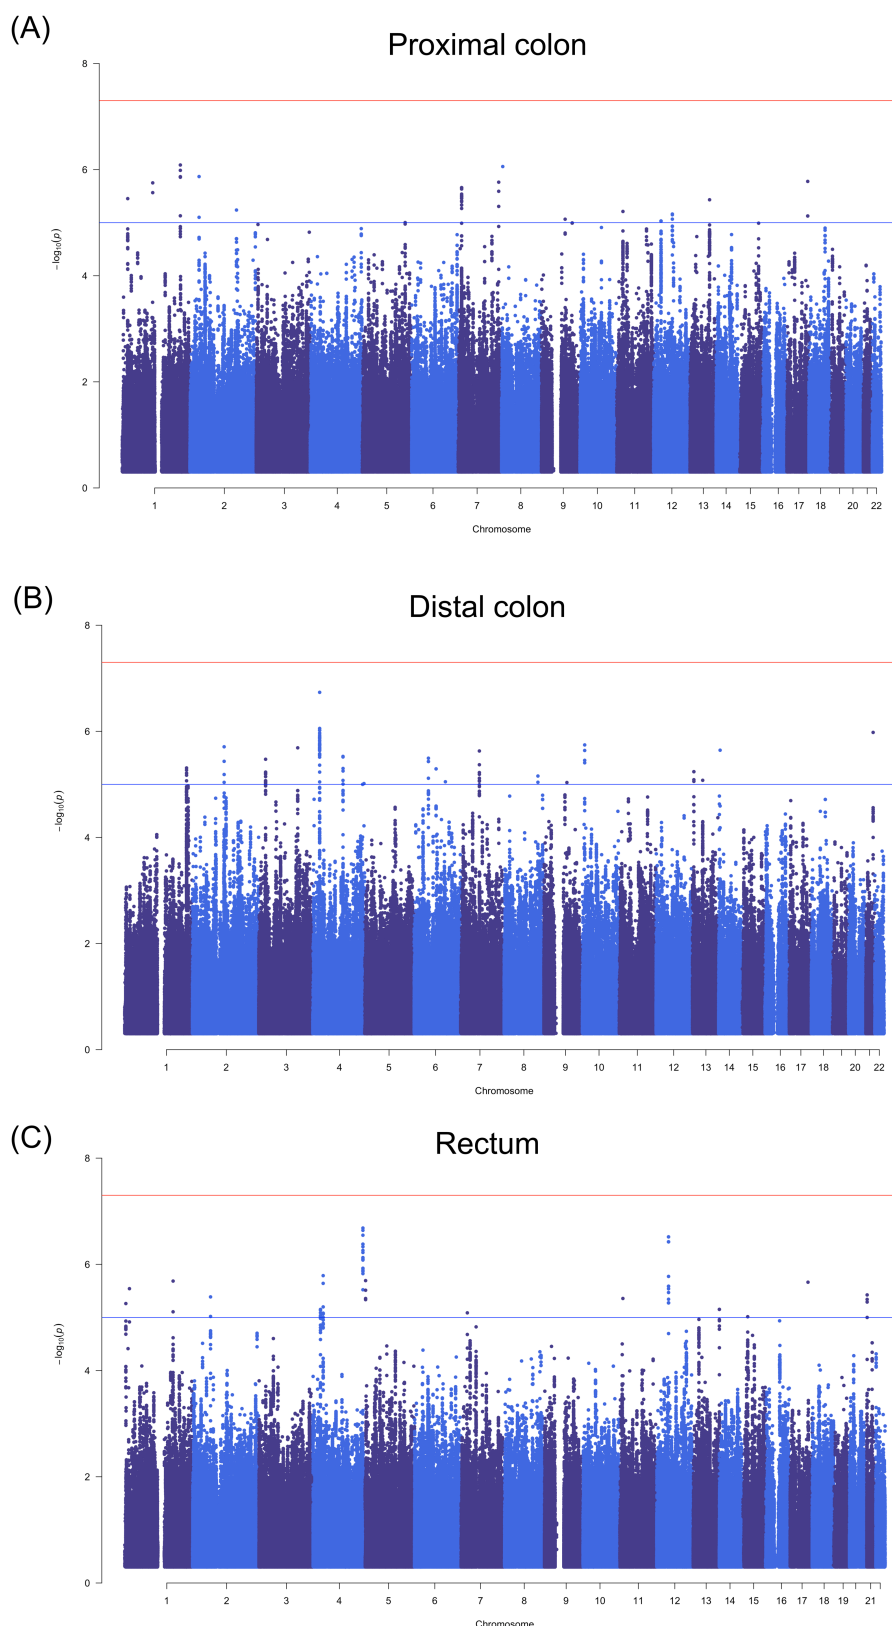 (A)
Proximal colon
8
6
4
2
0
−log₁₀(p)
1 2 3 4 5 6 7 8 9 10 11 12 13 14 15 16 17 18 20 22
Chromosome
(B)
Distal colon
8
6
4
2
0
−log₁₀(p)
1 2 3 4 5 6 7 8 9 10 11 12 13 14 15 16 17 18 20 22
Chromosome
(C)
Rectum
8
6
4
2
0
−log₁₀(p)
1 2 3 4 5 6 7 8 9 10 11 12 13 14 15 16 17 18 19 21
Chromosome